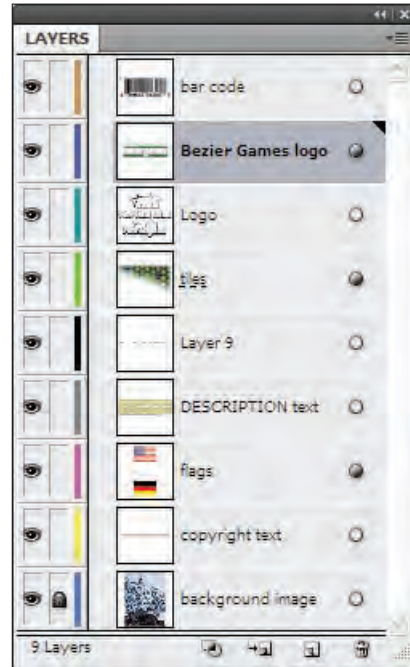 LAYERS
bar code
Bezier Games logo
Logo
tiles
Layer 9
DESCRIPTION text
flags
copyright text
background image
9 Layers